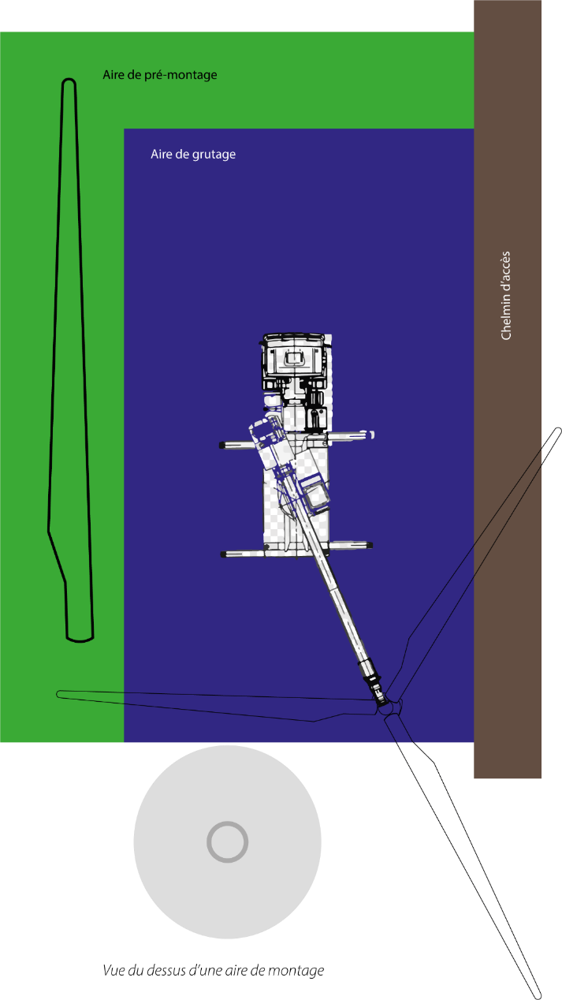 Aire de pré-montage
Aire de grutage
Chelmin d’accès
Vue du dessus d’une aire de montage